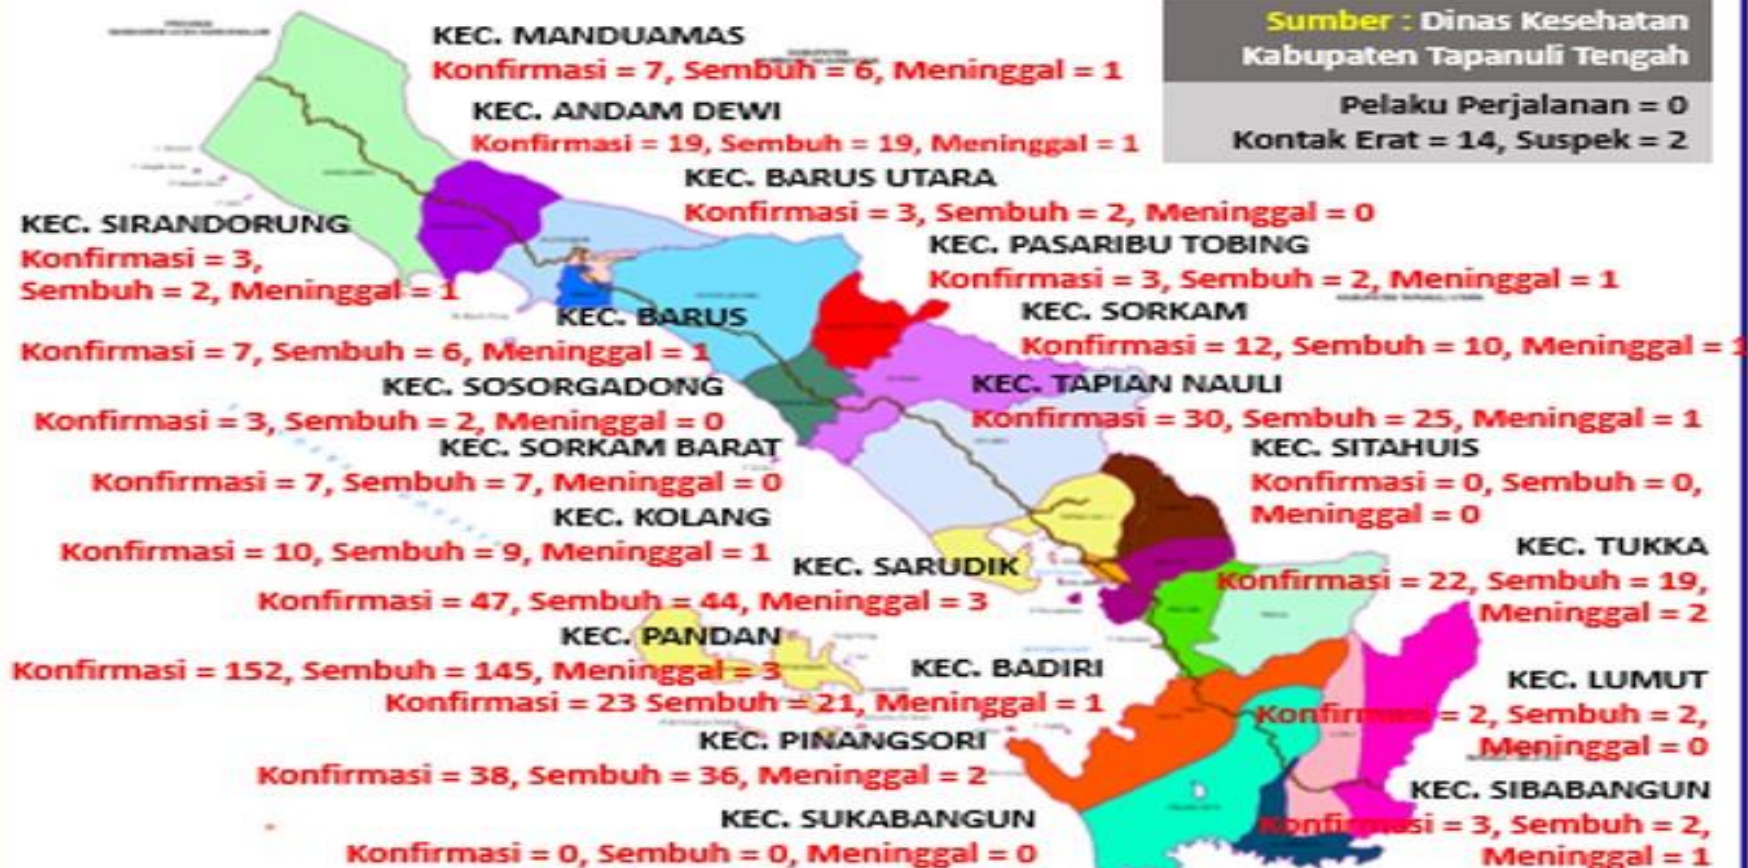 Sumber : Dinas Kesehatan
Kabupaten Tapanuli Tengah
Pelaku Perjalanan = 0
Kontak Erat = 14, Suspek = 2
KEC. MANDUAMAS
Konfirmasi = 7, Sembuh = 6, Meninggal = 1
KEC. ANDAM DEWI
Konfirmasi = 19, Sembuh = 19, Meninggal = 1
KEC. BARUS UTARA
Konfirmasi = 3, Sembuh = 2, Meninggal = 0
KEC. SIRANDORUNG
Konfirmasi = 3,
Sembuh = 2, Meninggal = 1
KEC. PASARIBU TOBING
Konfirmasi = 3, Sembuh = 2, Meninggal = 1
KEC. BARUS
Konfirmasi = 7, Sembuh = 6, Meninggal = 1
KEC. SORKAM
Konfirmasi = 12, Sembuh = 10, Meninggal = 1
KEC. SOSORGADONG
Konfirmasi = 3, Sembuh = 2, Meninggal = 0
KEC. TAPIAN NAULI
Konfirmasi = 30, Sembuh = 25, Meninggal = 1
KEC. SORKAM BARAT
Konfirmasi = 7, Sembuh = 7, Meninggal = 0
KEC. SITAHUIS
Konfirmasi = 0, Sembuh = 0,
Meninggal = 0
KEC. KOLANG
Konfirmasi = 10, Sembuh = 9, Meninggal = 1
KEC. TUKKA
Konfirmasi = 22, Sembuh = 19,
Meninggal = 2
KEC. SARUDIK
Konfirmasi = 47, Sembuh = 44, Meninggal = 3
KEC. PANDAN
Konfirmasi = 152, Sembuh = 145, Meninggal = 3
KEC. BADIRI
Konfirmasi = 23 Sembuh = 21, Meninggal = 1
KEC. LUMUT
Konfirmasi = 2, Sembuh = 2,
Meninggal = 0
KEC. PINANGSORI
Konfirmasi = 38, Sembuh = 36, Meninggal = 2
KEC. SIBABANGUN
Konfirmasi = 3, Sembuh = 2,
Meninggal = 1
KEC. SUKABANGUN
Konfirmasi = 0, Sembuh = 0, Meninggal = 0